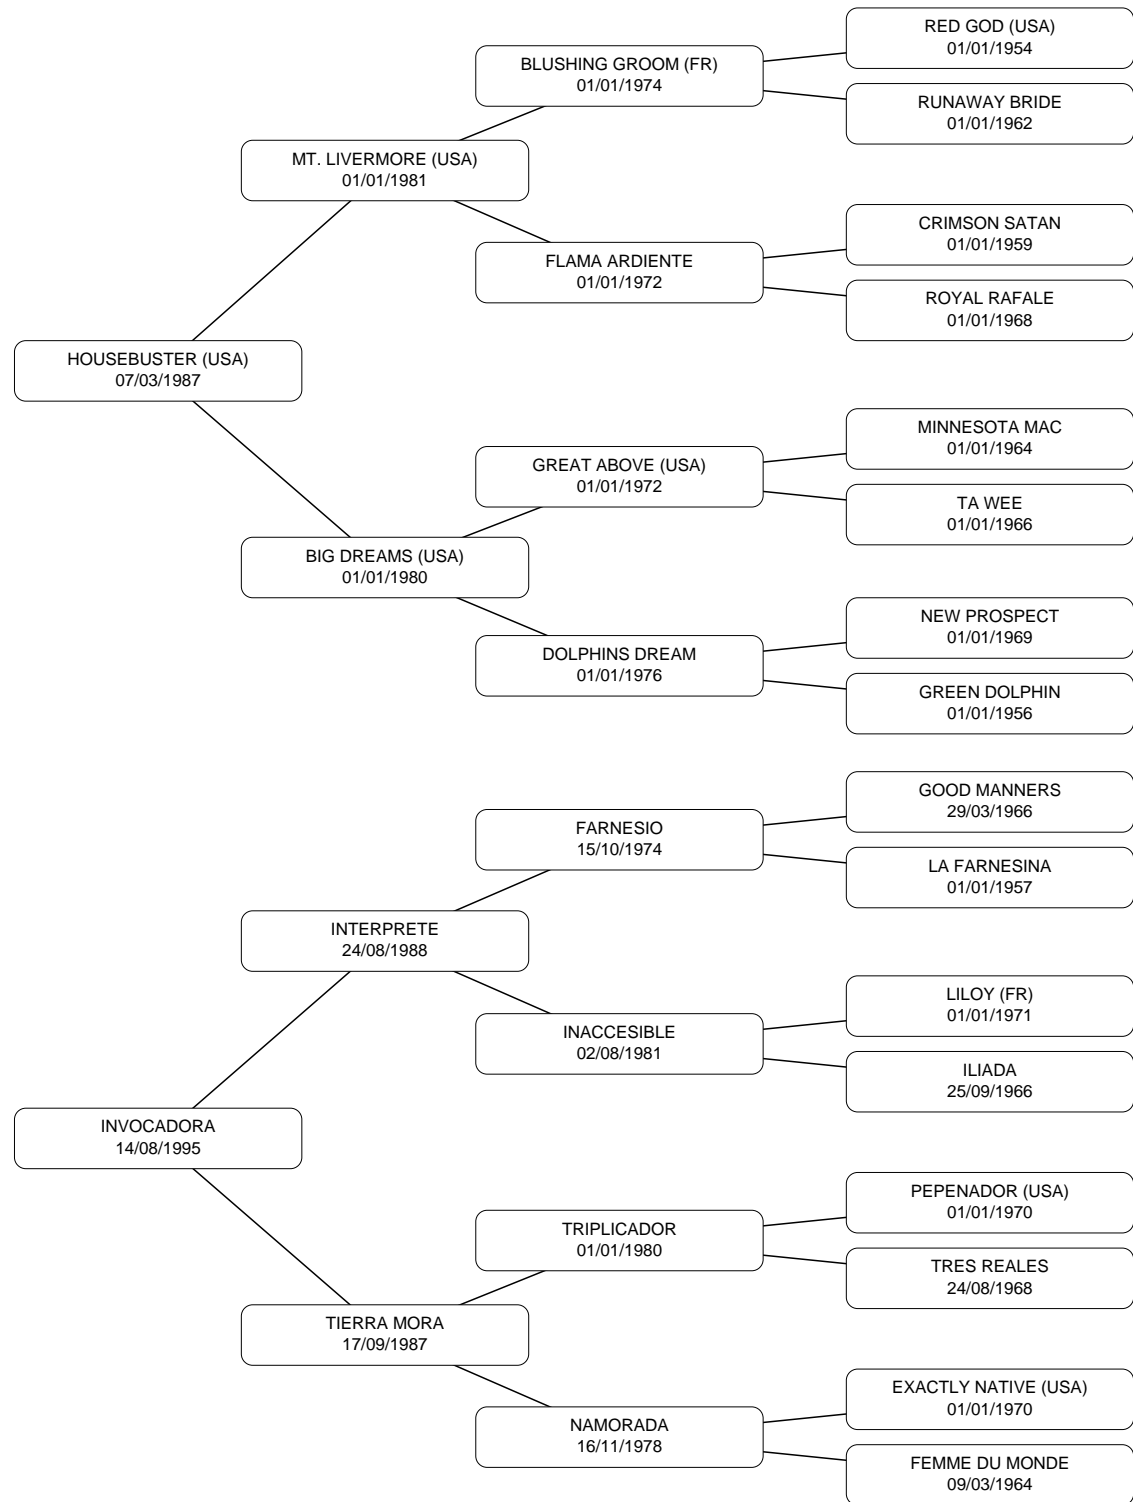 RED GOD (USA)
01/01/1954
BLUSHING GROOM (FR)
01/01/1974
RUNAWAY BRIDE
01/01/1962
MT. LIVERMORE (USA)
01/01/1981
CRIMSON SATAN
01/01/1959
FLAMA ARDIENTE
01/01/1972
ROYAL RAFALE
01/01/1968
HOUSEBUSTER (USA)
07/03/1987
MINNESOTA MAC
01/01/1964
GREAT ABOVE (USA)
01/01/1972
TA WEE
01/01/1966
BIG DREAMS (USA)
01/01/1980
NEW PROSPECT
01/01/1969
DOLPHINS DREAM
01/01/1976
GREEN DOLPHIN
01/01/1956
GOOD MANNERS
29/03/1966
FARNESIO
15/10/1974
LA FARNESINA
01/01/1957
INTERPRETE
24/08/1988
LILOY (FR)
01/01/1971
INACCESIBLE
02/08/1981
ILIADA
25/09/1966
INVOCADORA
14/08/1995
PEPENADOR (USA)
01/01/1970
TRIPLICADOR
01/01/1980
TRES REALES
24/08/1968
TIERRA MORA
17/09/1987
EXACTLY NATIVE (USA)
01/01/1970
NAMORADA
16/11/1978
FEMME DU MONDE
09/03/1964